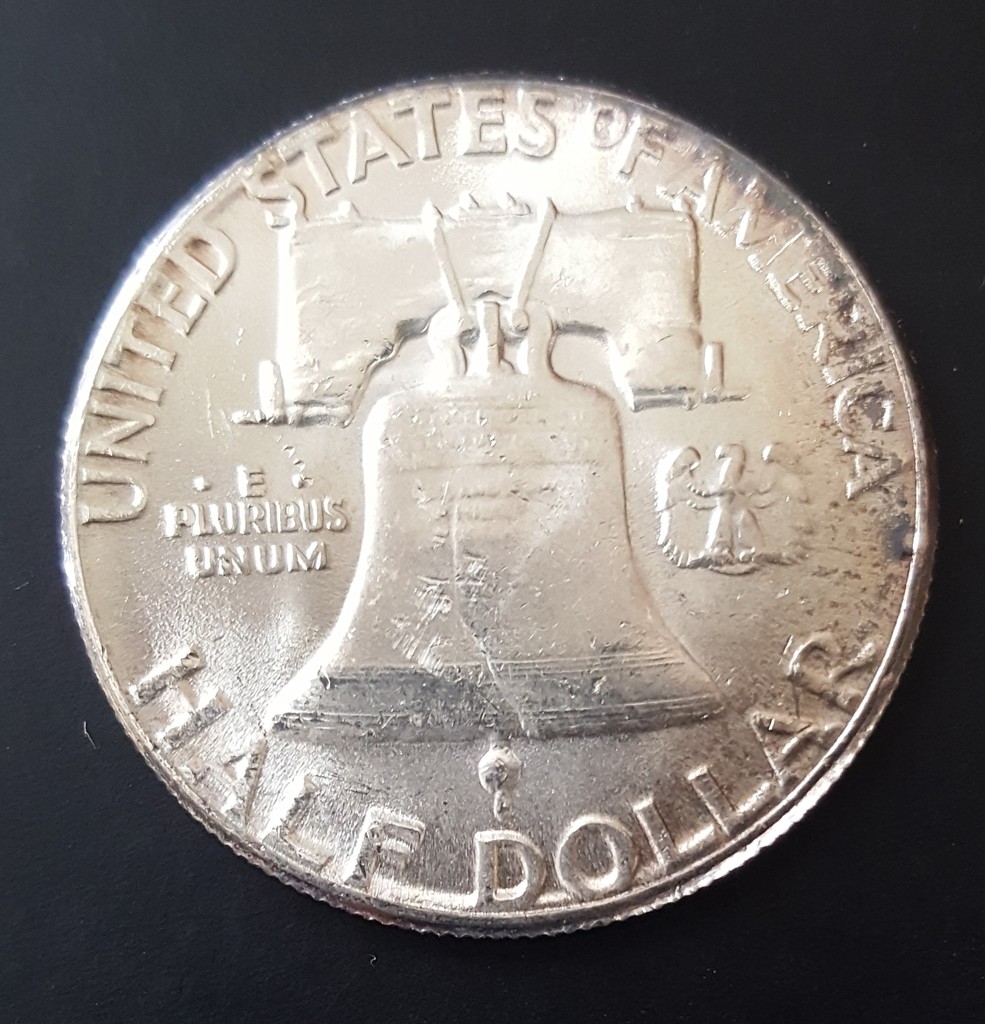 UNITED STATES OF AMERICA
· E ·
PLURIBUS
UNUM
HALF DOLLAR